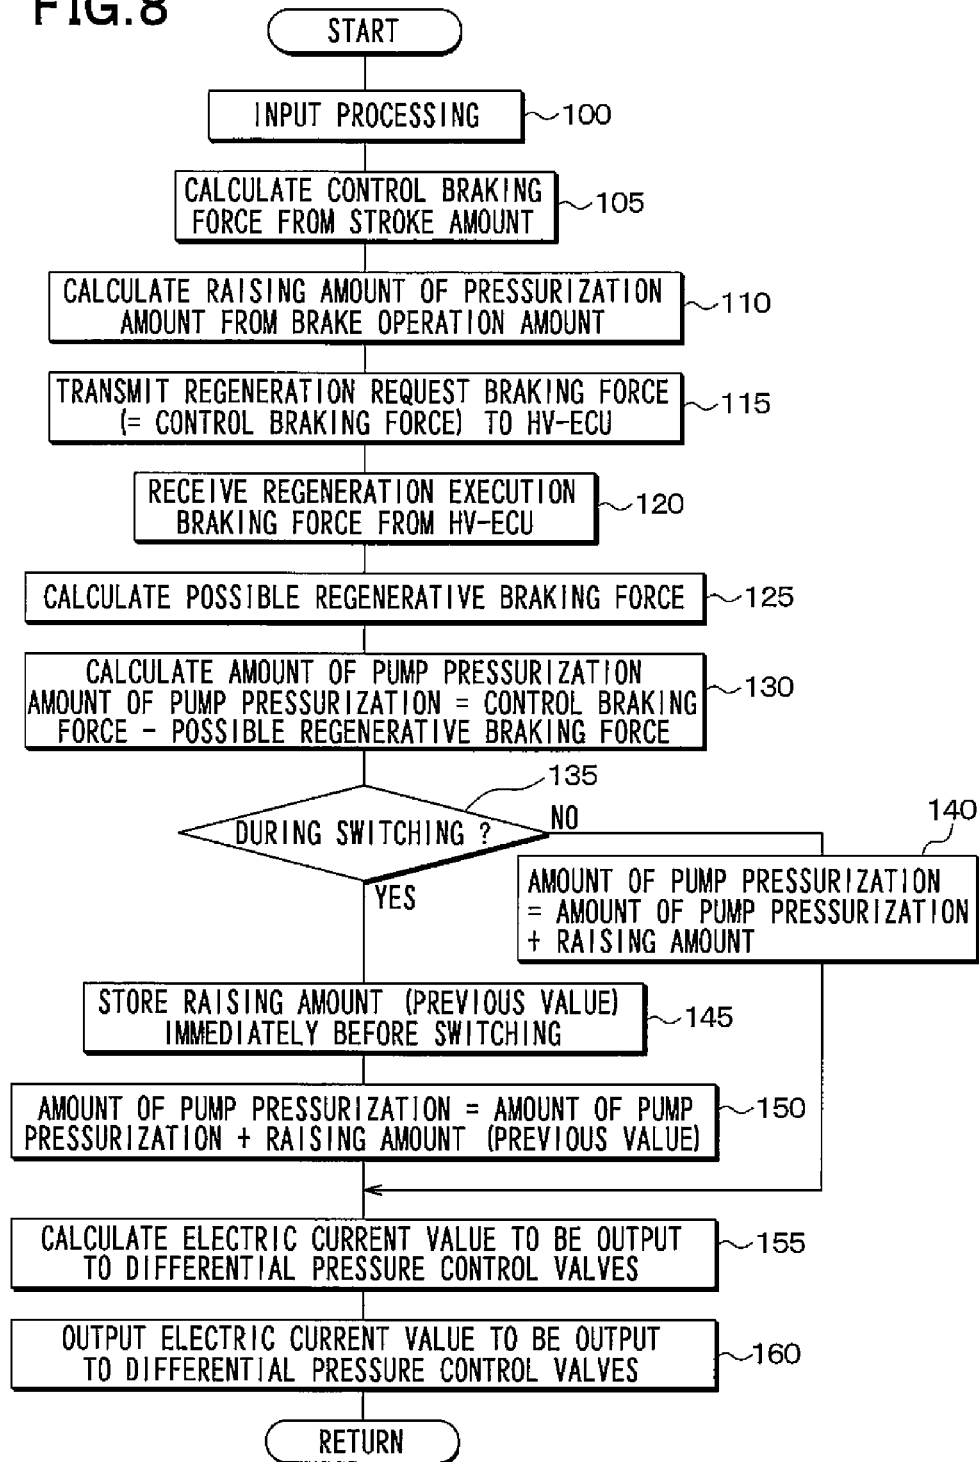 FIG.8
START
INPUT PROCESSING
100
CALCULATE CONTROL BRAKING
FORCE FROM STROKE AMOUNT
105
CALCULATE RAISING AMOUNT OF PRESSURIZATION
AMOUNT FROM BRAKE OPERATION AMOUNT
110
TRANSMIT REGENERATION REQUEST BRAKING FORCE
(= CONTROL BRAKING FORCE) TO HV-ECU
115
RECEIVE REGENERATION EXECUTION
BRAKING FORCE FROM HV-ECU
120
CALCULATE POSSIBLE REGENERATIVE BRAKING FORCE
125
CALCULATE AMOUNT OF PUMP PRESSURIZATION
AMOUNT OF PUMP PRESSURIZATION = CONTROL BRAKING
FORCE - POSSIBLE REGENERATIVE BRAKING FORCE
130
135
DURING SWITCHING ?
NO
YES
140
AMOUNT OF PUMP PRESSURIZATION
= AMOUNT OF PUMP PRESSURIZATION
+ RAISING AMOUNT
STORE RAISING AMOUNT (PREVIOUS VALUE)
IMMEDIATELY BEFORE SWITCHING
145
AMOUNT OF PUMP PRESSURIZATION = AMOUNT OF PUMP
PRESSURIZATION + RAISING AMOUNT (PREVIOUS VALUE)
150
CALCULATE ELECTRIC CURRENT VALUE TO BE OUTPUT
TO DIFFERENTIAL PRESSURE CONTROL VALVES
155
OUTPUT ELECTRIC CURRENT VALUE TO BE OUTPUT
TO DIFFERENTIAL PRESSURE CONTROL VALVES
160
RETURN